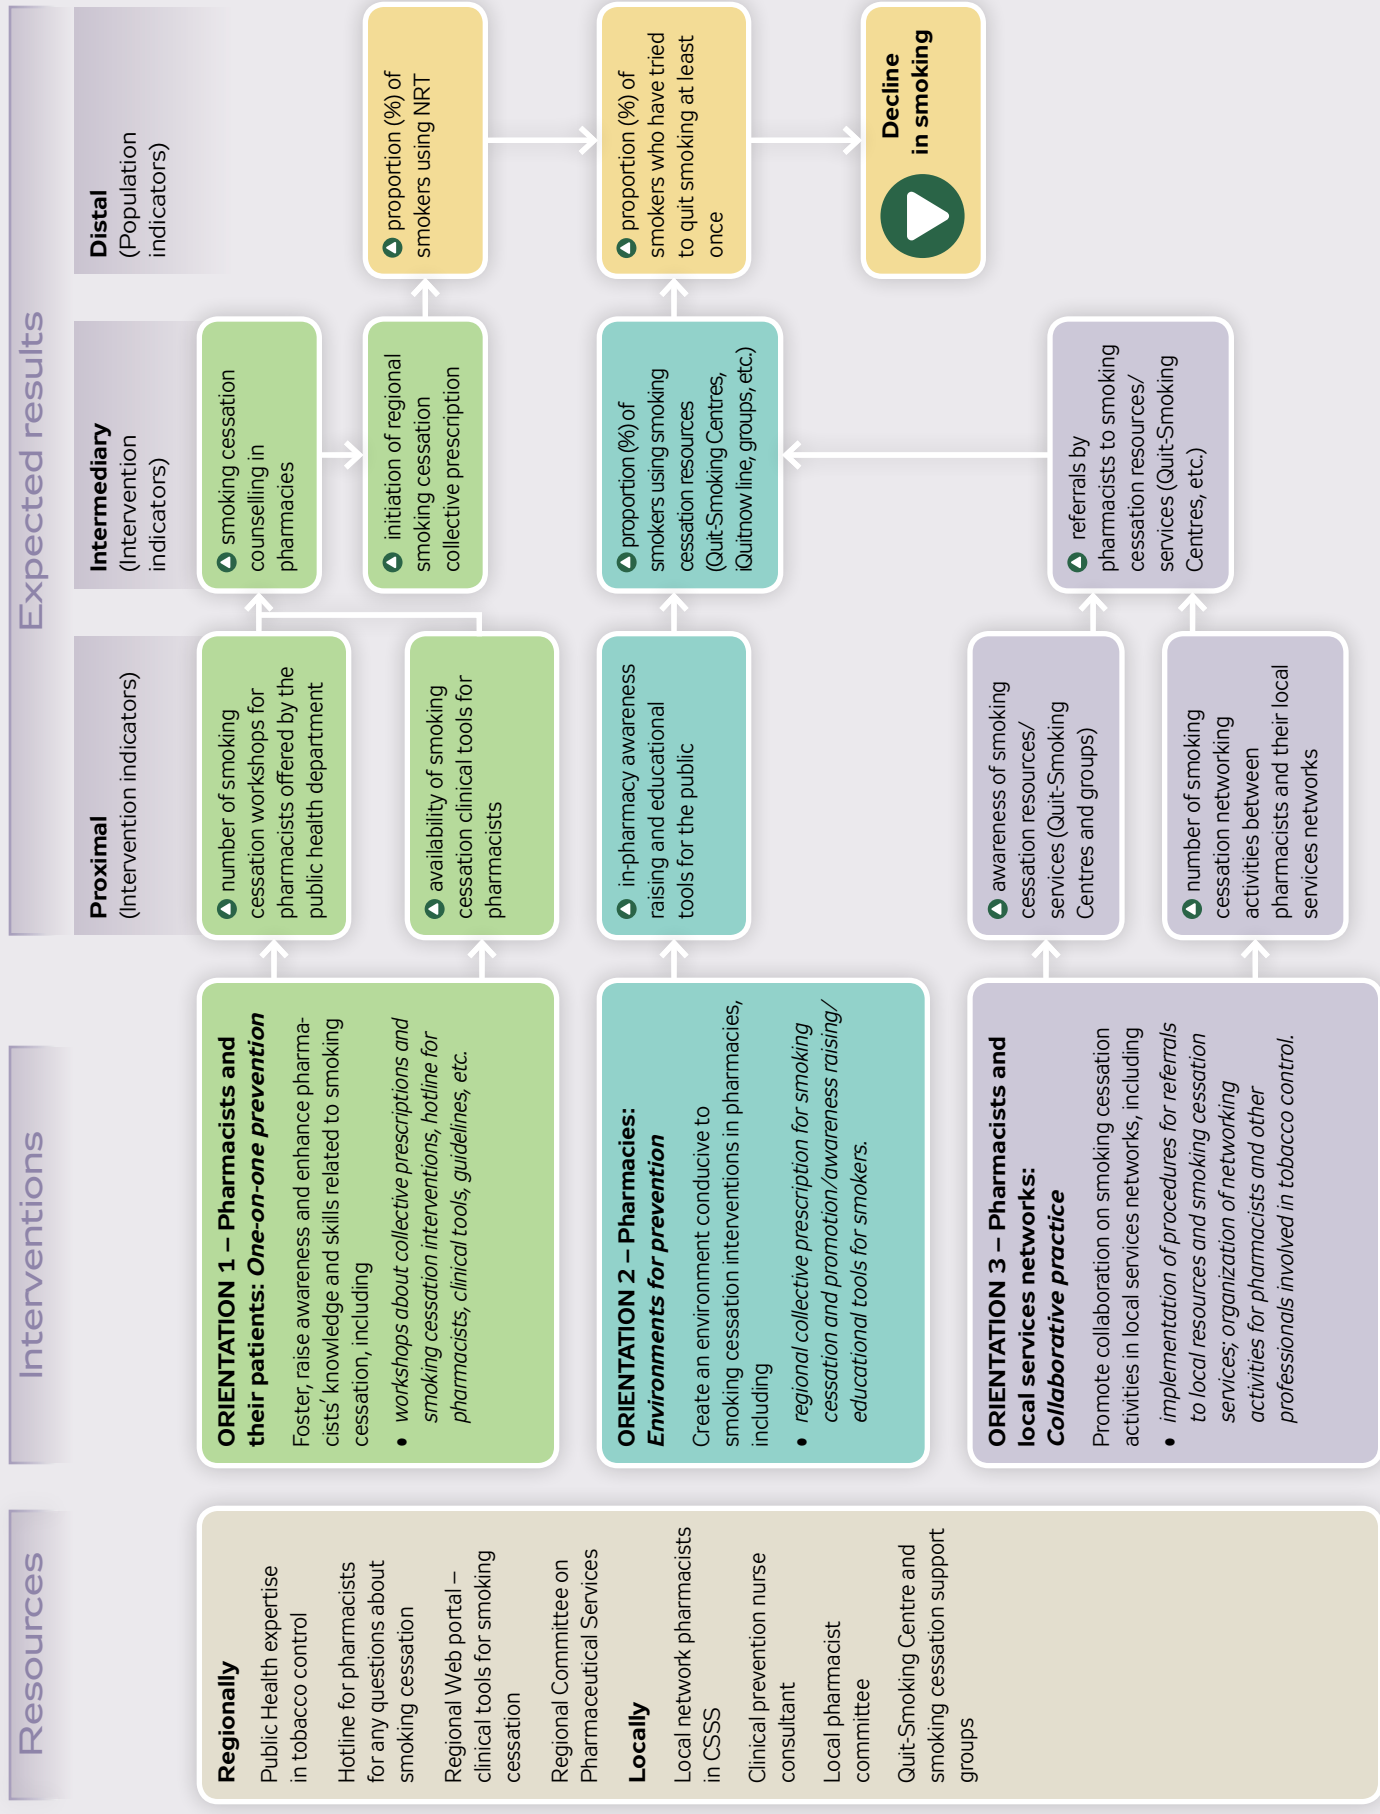 Resources
Interventions
Expected results
Proximal
(Intervention indicators)
Intermediary
(Intervention
indicators)
Distal
(Population
indicators)
Regionally
Public Health expertise
in tobacco control
Hotline for pharmacists
for any questions about
smoking cessation
Regional Web portal –
clinical tools for smoking
cessation
Regional Committee on
Pharmaceutical Services
Locally
Local network pharmacists
in CSSS
Clinical prevention nurse
consultant
Local pharmacist
committee
Quit-Smoking Centre and
smoking cessation support
groups
ORIENTATION 1 – Pharmacists and
their patients: One-on-one prevention
Foster, raise awareness and enhance pharma-
cists’ knowledge and skills related to smoking
cessation, including
• workshops about collective prescriptions and
smoking cessation interventions, hotline for
pharmacists, clinical tools, guidelines, etc.
number of smoking
cessation workshops for
pharmacists offered by the
public health department
availability of smoking
cessation clinical tools for
pharmacists
smoking cessation
counselling in
pharmacies
initiation of regional
smoking cessation
collective prescription
proportion (%) of
smokers using NRT
ORIENTATION 2 – Pharmacies:
Environments for prevention
Create an environment conducive to
smoking cessation interventions in pharmacies,
including
• regional collective prescription for smoking
cessation and promotion/awareness raising/
educational tools for smokers.
in-pharmacy awareness
raising and educational
tools for the public
proportion (%) of
smokers using smoking
cessation resources
(Quit-Smoking Centres,
iQuitnow line, groups, etc.)
proportion (%) of
smokers who have tried
to quit smoking at least
once
Decline
in smoking
ORIENTATION 3 – Pharmacists and
local services networks:
Collaborative practice
Promote collaboration on smoking cessation
activities in local services networks, including
• implementation of procedures for referrals
to local resources and smoking cessation
services; organization of networking
activities for pharmacists and other
professionals involved in tobacco control.
awareness of smoking
cessation resources/
services (Quit-Smoking
Centres and groups)
number of smoking
cessation networking
activities between
pharmacists and their local
services networks
referrals by
pharmacists to smoking
cessation resources/
services (Quit-Smoking
Centres, etc.)